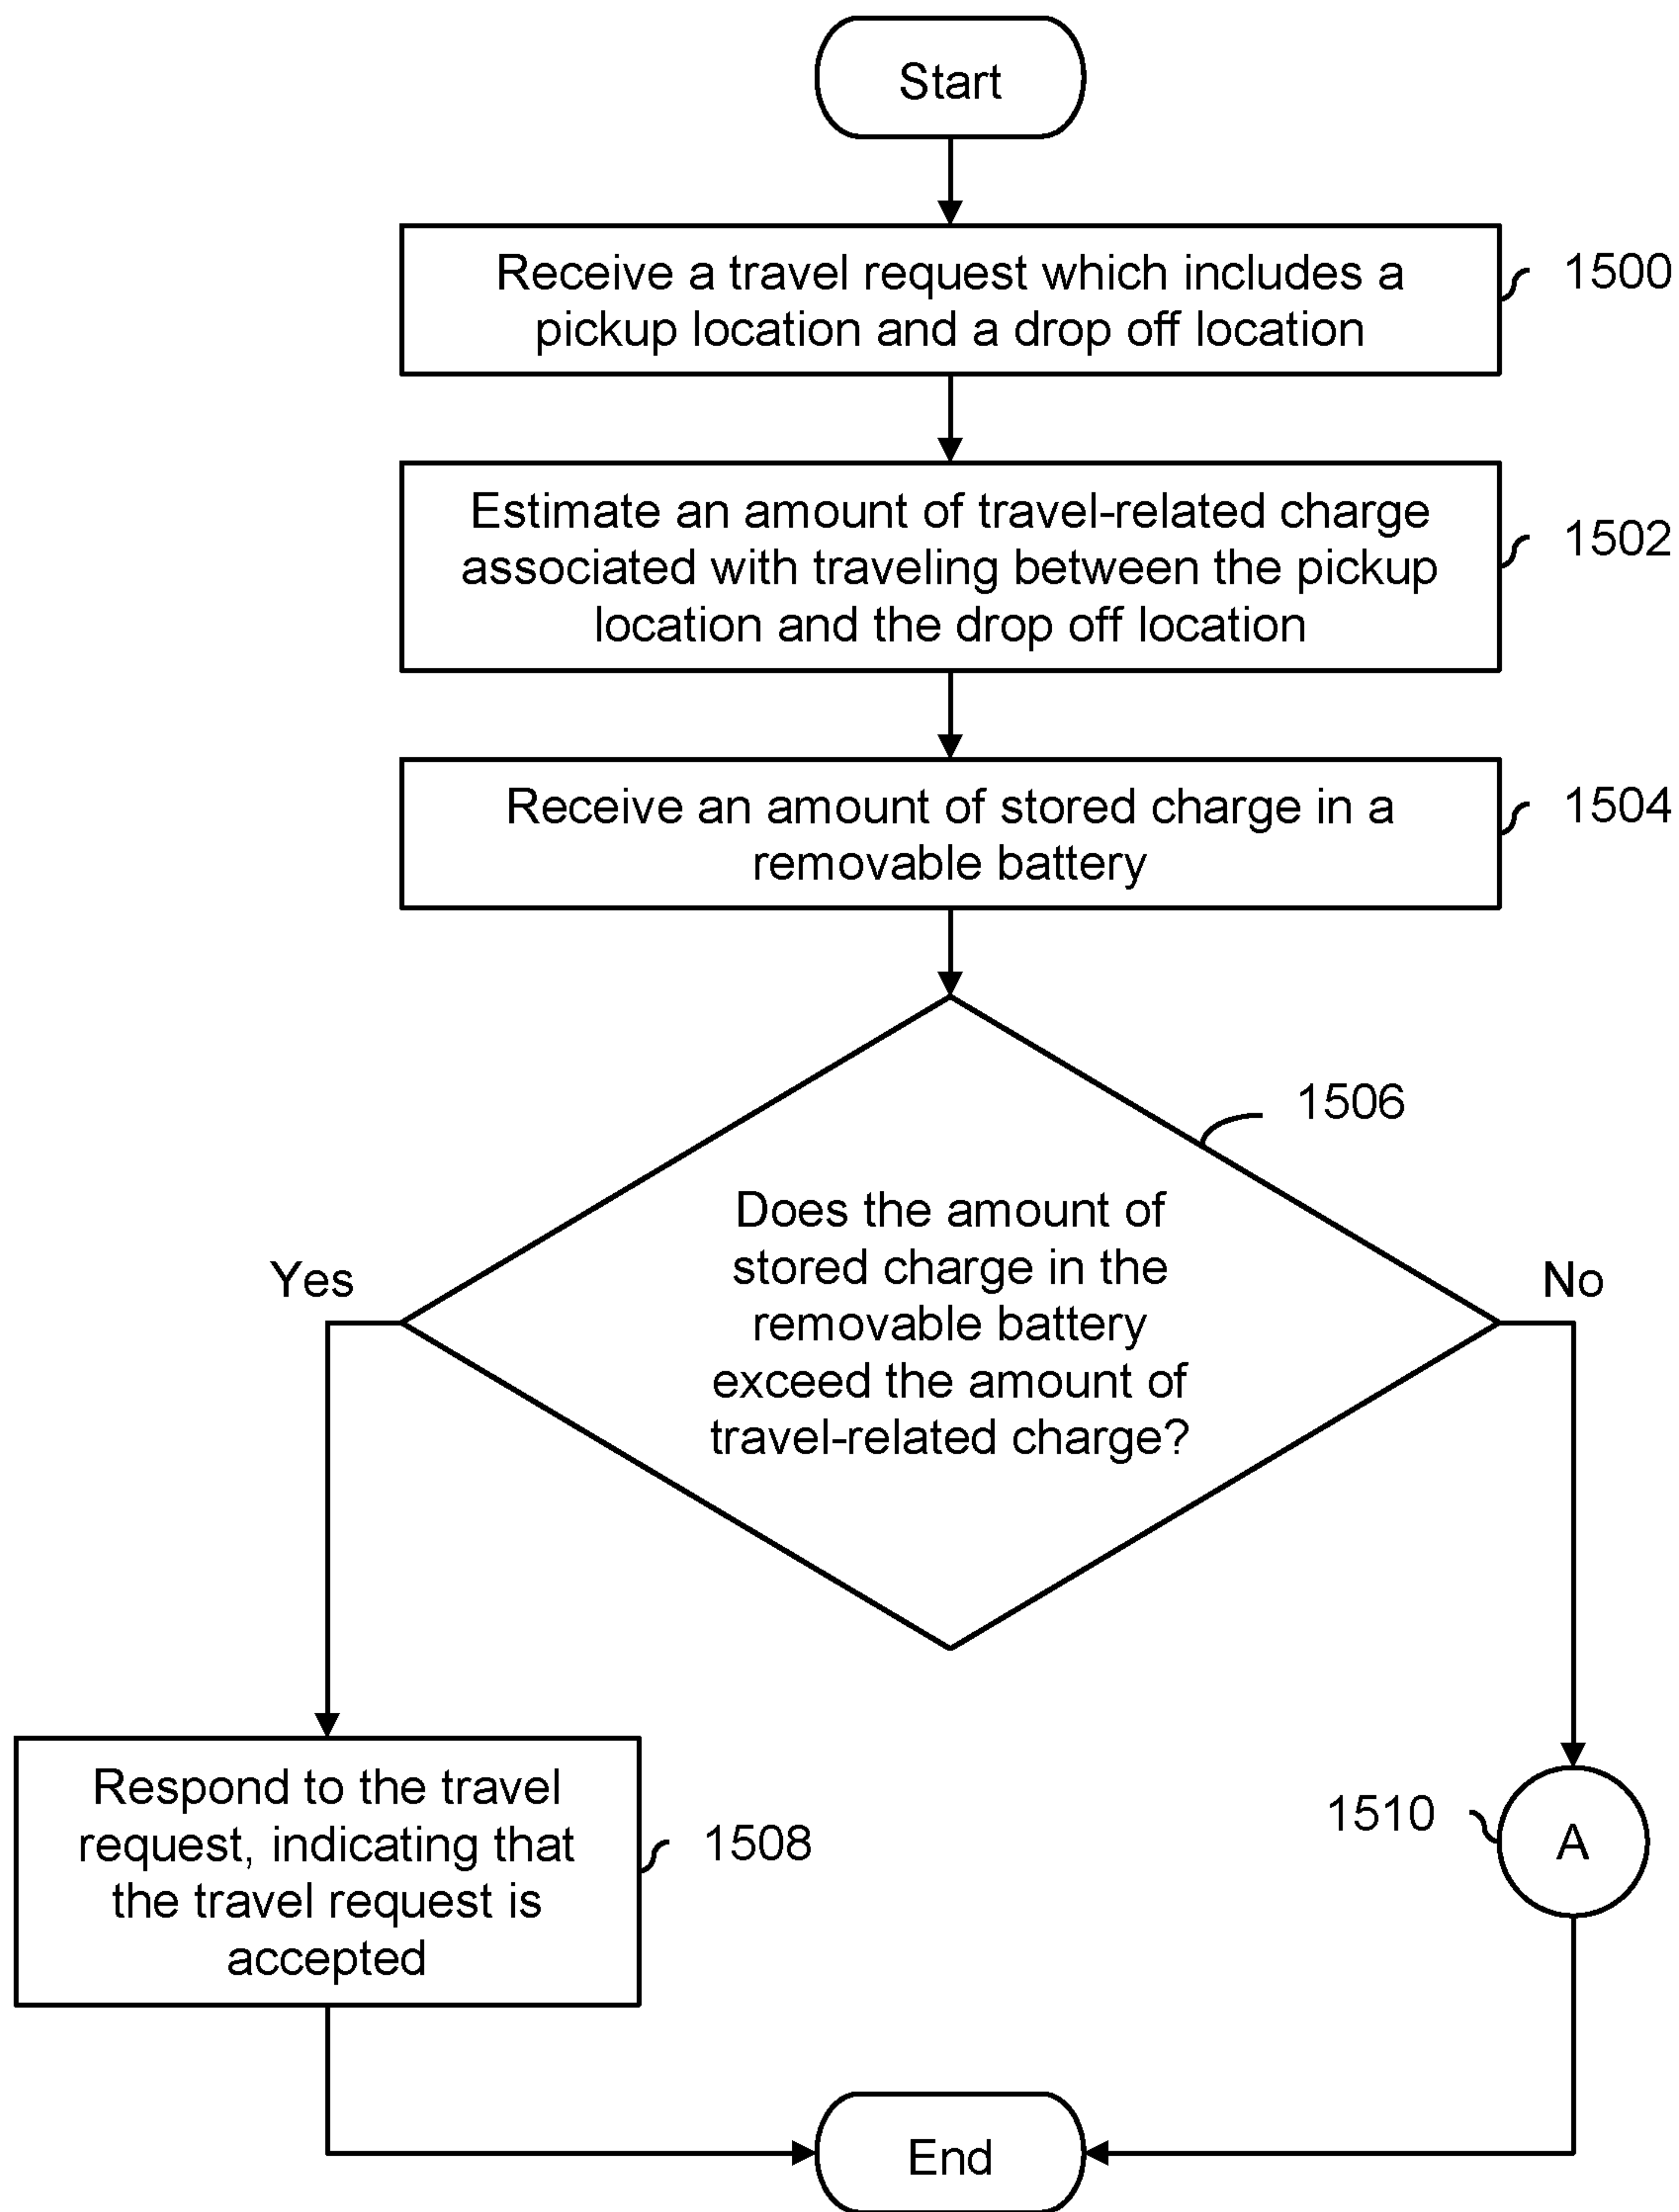 Start
Receive a travel request which includes a
pickup location and a drop off location
1500
Estimate an amount of travel-related charge
associated with traveling between the pickup
location and the drop off location
1502
Receive an amount of stored charge in a
removable battery
1504
1506
Does the amount of
stored charge in the
removable battery
exceed the amount of
travel-related charge?
Yes
No
Respond to the travel
request, indicating that
the travel request is
accepted
1508
1510
A
End